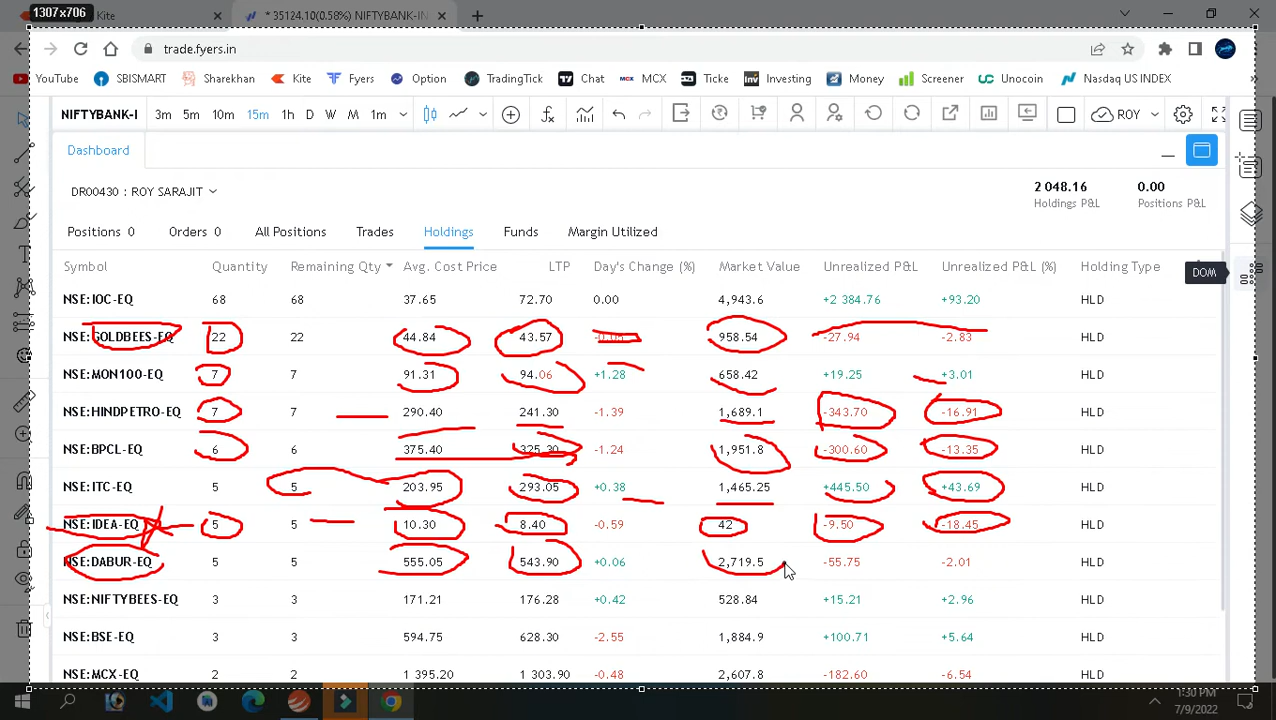 1307x706
Kite
* 35124.10(0.58%) NIFTYBANK-IN
trade.fyers.in
YouTube SBISMART Sharekhan Kite Fyers Option TradingTick Chat MCX Ticke Investing Money Screener Unocoin Nasdaq US INDEX
NIFTYBANK-I 3m 5m 10m 15m 1h D W M 1m ROY
Dashboard
DR00430 : ROY SARAJIT
2 048.16 0.00
Holdings P&L Positions P&L
Positions 0 Orders 0 All Positions Trades Holdings Funds Margin Utilized
Symbol Quantity Remaining Qty Avg. Cost Price LTP Day's Change (%) Market Value Unrealized P&L Unrealized P&L (%) Holding Type
DOM
NSE:IOC-EQ 68 68 37.65 72.70 0.00 4,943.6 +2 384.76 +93.20 HLD
NSE:GOLDBEES-EQ 22 22 44.84 43.57 958.54 -27.94 -2.83 HLD
NSE:MON100-EQ 7 7 91.31 94.06 +1.28 658.42 +19.25 +3.01 HLD
NSE:HINDPETRO-EQ 7 7 290.40 241.30 -1.39 1,689.1 -343.70 -16.91 HLD
NSE:BPCL-EQ 6 6 375.40 325.30 -1.24 1,951.8 -300.60 -13.35 HLD
NSE:ITC-EQ 5 5 203.95 293.05 +0.38 1,465.25 +445.50 +43.69 HLD
NSE:IDEA-EQ 5 5 10.30 8.40 -0.59 42 -9.50 -18.45 HLD
NSE:DABUR-EQ 5 5 555.05 543.90 +0.06 2,719.5 -55.75 -2.01 HLD
NSE:NIFTYBEES-EQ 3 3 171.21 176.28 +0.42 528.84 +15.21 +2.96 HLD
NSE:BSE-EQ 3 3 594.75 628.30 -2.55 1,884.9 +100.71 +5.64 HLD
NSE:MCX-EQ 2 2 1 395.20 1 303.90 -0.48 2,607.8 -182.60 -6.54 HLD
1:30 PM
7/9/2022